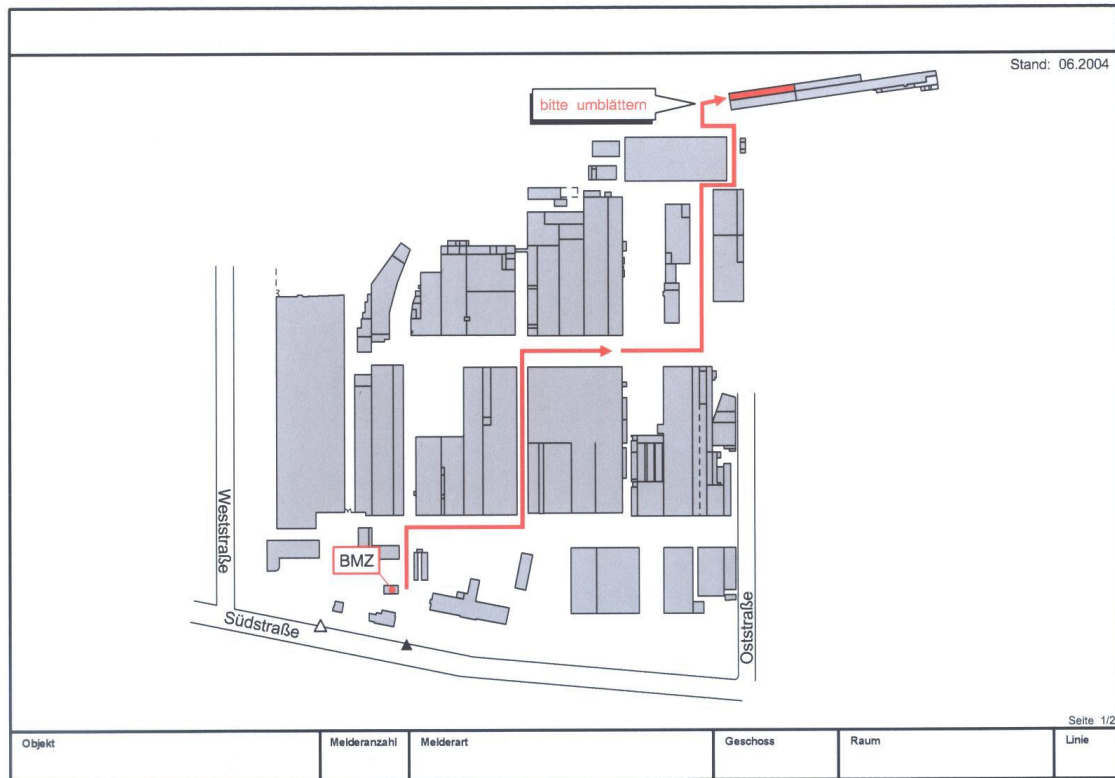 Stand: 06.2004
bitte umblättern
Weststraße
BMZ
Südstraße
Oststraße
Seite 1/2
Objekt
Melderanzahl
Melderart
Geschoss
Raum
Linie